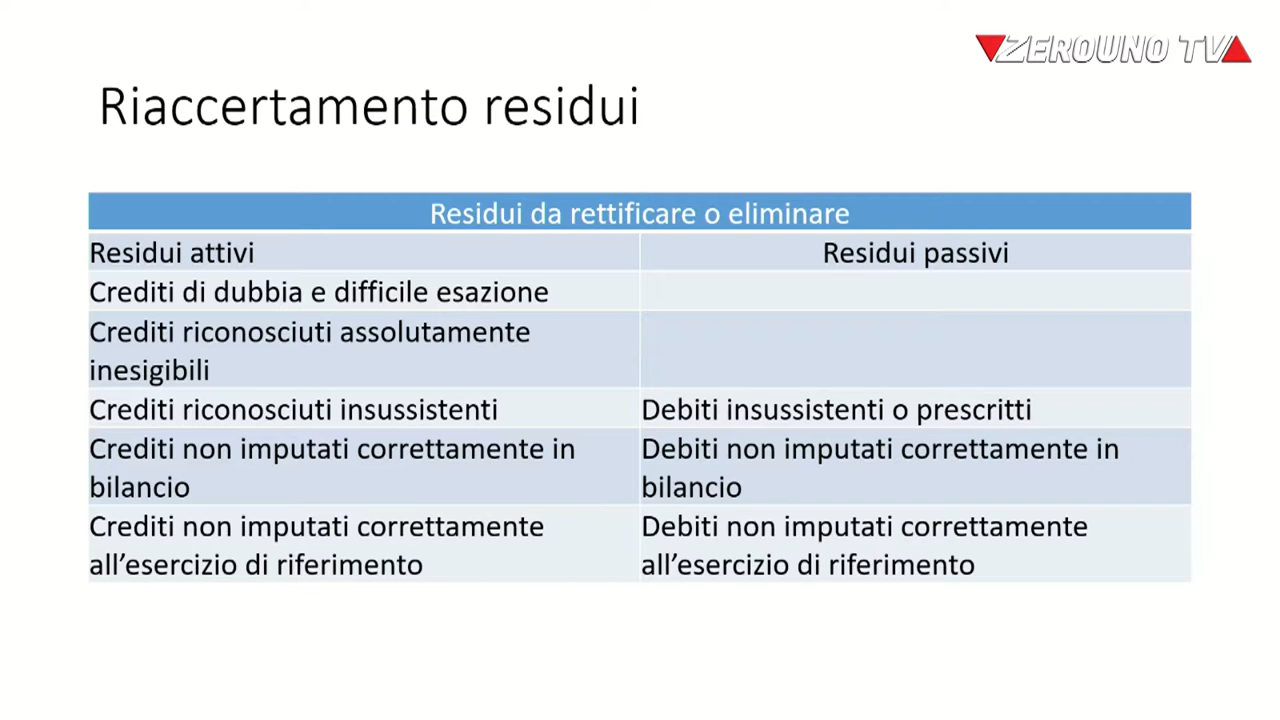 ZEROUNO TV
Riaccertamento residui
Residui da rettificare o eliminare
Residui attivi
Residui passivi
Crediti di dubbia e difficile esazione
Crediti riconosciuti assolutamente
inesigibili
Crediti riconosciuti insussistenti
Debiti insussistenti o prescritti
Crediti non imputati correttamente in
bilancio
Debiti non imputati correttamente in
bilancio
Crediti non imputati correttamente
all’esercizio di riferimento
Debiti non imputati correttamente
all’esercizio di riferimento